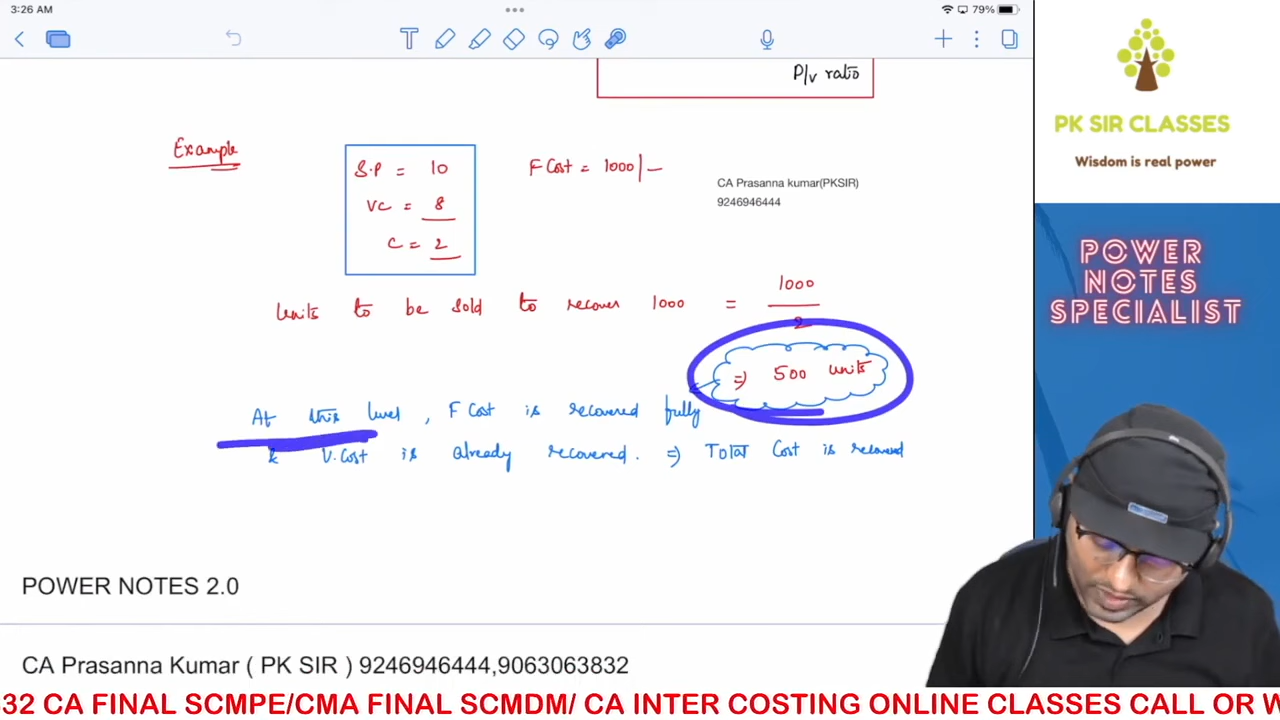 3:26 AM
79%
P/v ratio
Example
S.P = 10
F Cost = 1000/-
VC = 8
C = 2
CA Prasanna kumar(PKSIR)
9246946444
units to be sold to recover 1000 = 1000
2
=) 500 units
At this level, F Cost is recovered fully
& V.Cost is already recovered. => Total Cost is recovered
POWER NOTES 2.0
CA Prasanna Kumar ( PK SIR ) 9246946444,9063063832
PK SIR CLASSES
Wisdom is real power
POWER
NOTES
SPECIALIST
32 CA FINAL SCMPE/CMA FINAL SCMDM/ CA INTER COSTING ONLINE CLASSES CALL OR W